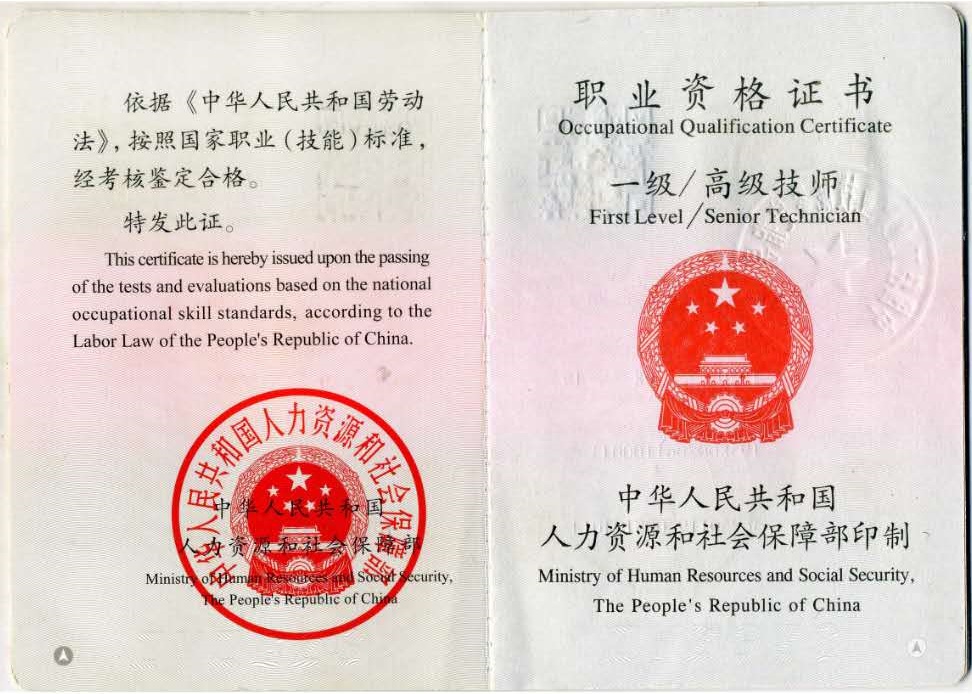 依据《中华人民共和国劳动
法》，按照国家职业（技能）标准，
经考核鉴定合格。
特发此证。
This certificate is hereby issued upon the passing
of the tests and evaluations based on the national
occupational skill standards, according to the
Labor Law of the People's Republic of China.
中华人民共和国人力资源和社会保障部
中华人民共和国
人力资源和社会保障部
Ministry of Human Resources and Social Security,
The People's Republic of China
职业资格证书
Occupational Qualification Certificate
一级/高级技师
First Level/Senior Technician
中华人民共和国
人力资源和社会保障部印制
Ministry of Human Resources and Social Security,
The People's Republic of China